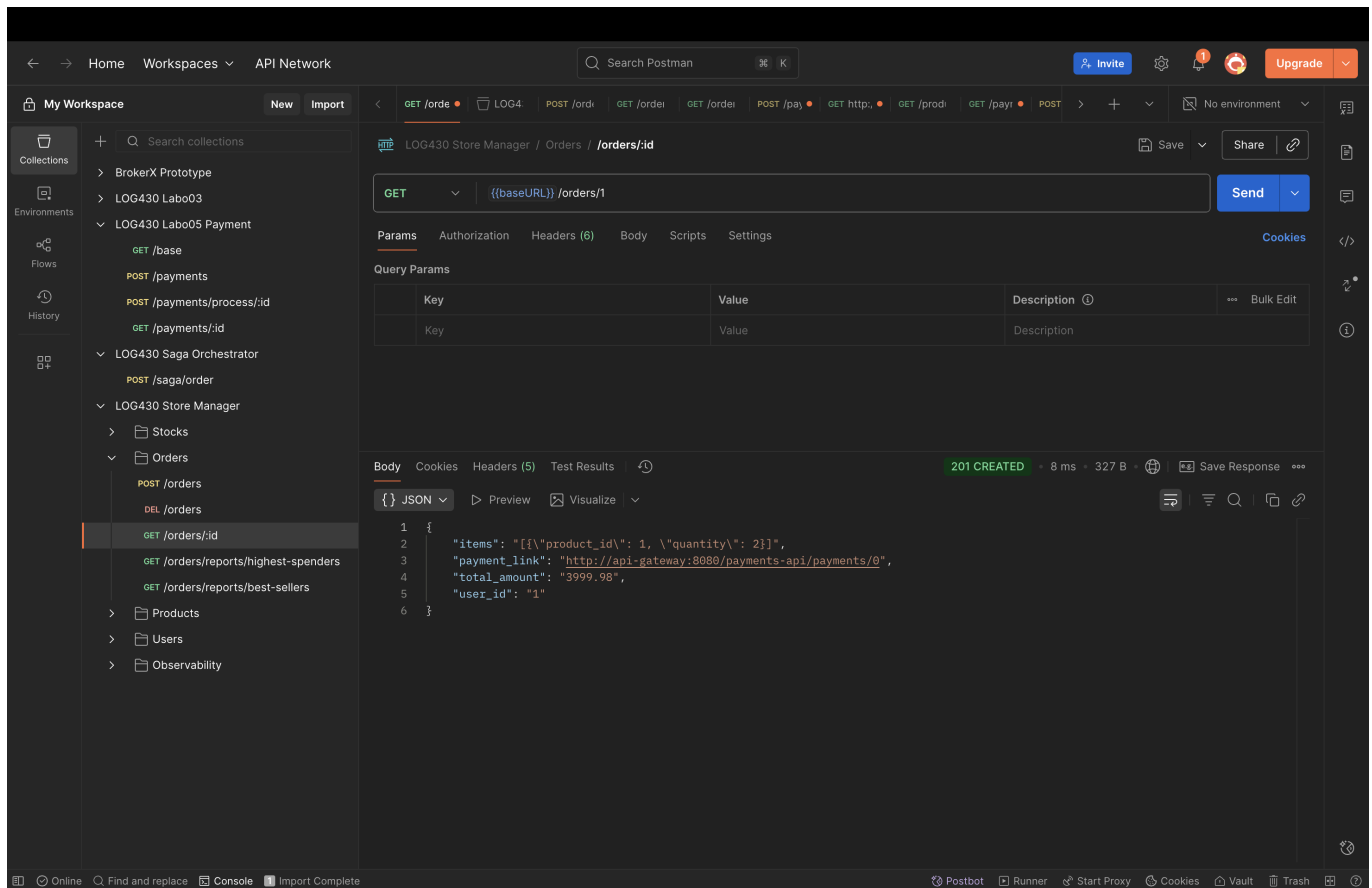 Home Workspaces API Network Search Postman ⌘ K Invite 1 Upgrade
My Workspace New Import GET /orde LOG4 POST /orde GET /order GET /order POST /pay GET http:, GET /prod GET /payr POST No environment
Collections
Environments
Flows
History
Search collections
BrokerX Prototype
LOG430 Labo03
LOG430 Labo05 Payment
GET /base
POST /payments
POST /payments/process/:id
GET /payments/:id
LOG430 Saga Orchestrator
POST /saga/order
LOG430 Store Manager
Stocks
Orders
POST /orders
DEL /orders
GET /orders/:id
GET /orders/reports/highest-spenders
GET /orders/reports/best-sellers
Products
Users
Observability
HTTP LOG430 Store Manager / Orders / /orders/:id Save Share
GET {{baseURL}} /orders/1 Send
Params Authorization Headers (6) Body Scripts Settings Cookies
Query Params
Key Value Description Bulk Edit
Key Value Description
Body Cookies Headers (5) Test Results 201 CREATED • 8 ms • 327 B Save Response
{} JSON Preview Visualize
1 {
2 "items": "[{\"product_id\": 1, \"quantity\": 2}]",
3 "payment_link": "http://api-gateway:8080/payments-api/payments/0",
4 "total_amount": "3999.98",
5 "user_id": "1"
6 }
Online Find and replace Console 1 Import Complete Postbot Runner Start Proxy Cookies Vault Trash